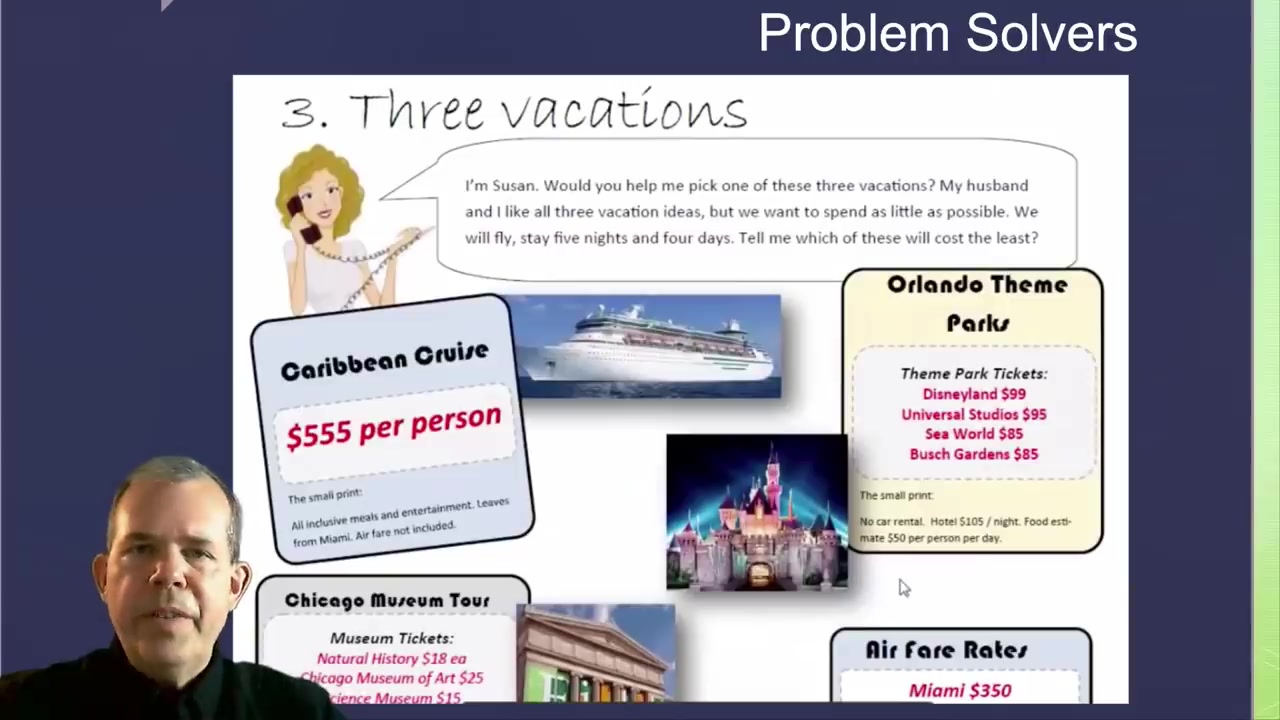 Problem Solvers
3. Three vacations
I'm Susan. Would you help me pick one of these three vacations? My husband
and I like all three vacation ideas, but we want to spend as little as possible. We
will fly, stay five nights and four days. Tell me which of these will cost the least?
Caribbean Cruise
$555 per person
The small print:
All inclusive meals and entertainment. Leaves
from Miami. Air fare not included.
Orlando Theme
Parks
Theme Park Tickets:
Disneyland $99
Universal Studios $95
Sea World $85
Busch Gardens $85
The small print:
No car rental. Hotel $105 / night. Food esti-
mate $50 per person per day.
Chicago Museum Tour
Museum Tickets:
Natural History $18 ea
Chicago Museum of Art $25
Science Museum $15
Air Fare Rates
Miami $350